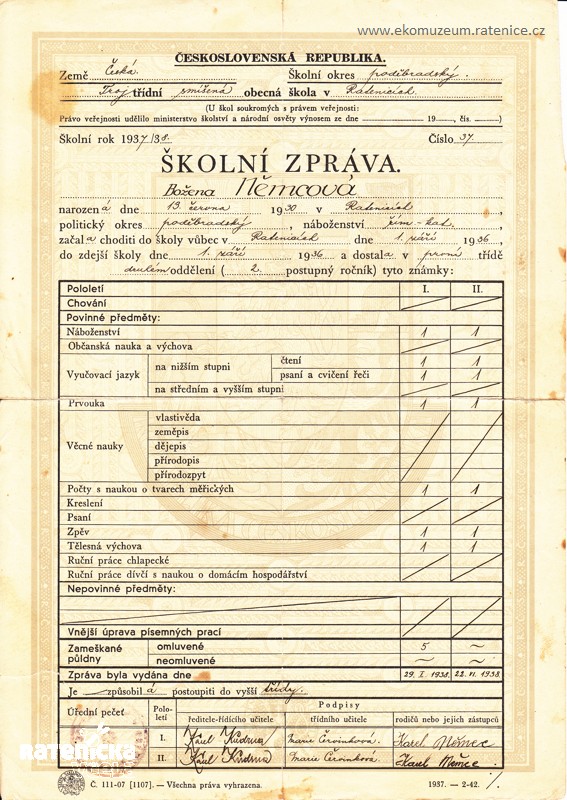 www.ekomuzeum.ratenice.cz
ČESKOSLOVENSKÁ REPUBLIKA.
Země Česká. Školní okres poděbradský.
Troj třídní smíšená obecná škola v Ratenicích.
(U škol soukromých s právem veřejnosti:
Právo veřejnosti udělilo ministerstvo školství a národní osvěty výnosem ze dne 19 , čís. )
Školní rok 1937/38. Číslo 37.
ŠKOLNÍ ZPRÁVA.
Božena Němcová
narozená dne 19. června 1930 v Ratenicích,
politický okres poděbradský, náboženství řím.-kat.,
začala choditi do školy vůbec v Ratenicích dne 1. září 1936,
do zdejší školy dne 1. září 1936 a dostala v první třídě
druhém oddělení ( 2. postupný ročník) tyto známky:
Pololetí I. II.
Chování
Povinné předměty:
Náboženství 1 1
Občanská nauka a výchova
Vyučovací jazyk na nižším stupni čtení 1 1
psaní a cvičení řeči 1 1
na středním a vyšším stupni
Prvouka 1 1
Věcné nauky vlastivěda
zeměpis
dějepis
přírodopis
přírodozpyt
Počty s naukou o tvarech měřických 1 1
Kreslení
Psaní
Zpěv 1 1
Tělesná výchova 1 1
Ruční práce chlapecké
Ruční práce dívčí s naukou o domácím hospodářství
Nepovinné předměty:
Vnější úprava písemných prací
Zameškané půldny omluvené 5 ~
neomluvené ~ ~
Zpráva byla vydána dne 29. I. 1938. 22. VI. 1938.
Je způsobilá postoupiti do vyšší třídy.
Úřední pečeť Pololetí Podpisy
ředitele-řídícího učitele třídního učitele rodičů nebo jejich zástupců
I. Karel Kudrna Marie Červinková. Karel Němec
II. Karel Kudrna Marie Červinková. Karel Němec.
RATENICKA
Č. 111-07 [1107]. — Všechna práva vyhrazena. 1937. — 2-42.